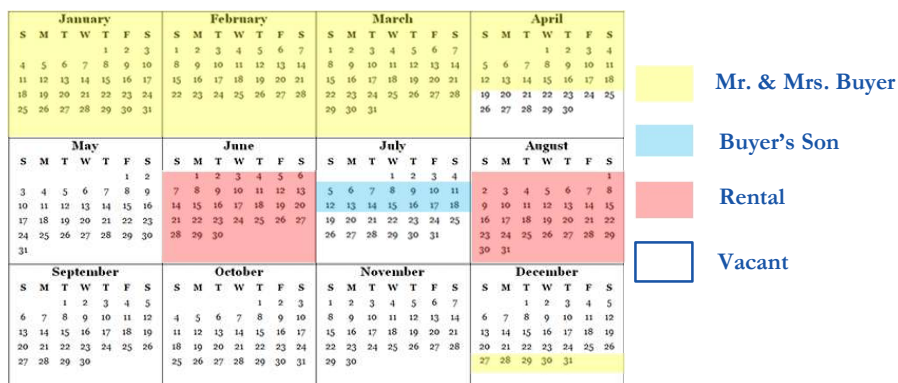 January
S M T W T F S
1 2 3
4 5 6 7 8 9 10
11 12 13 14 15 16 17
18 19 20 21 22 23 24
25 26 27 28 29 30 31
February
S M T W T F S
1 2 3 4 5 6 7
8 9 10 11 12 13 14
15 16 17 18 19 20 21
22 23 24 25 26 27 28
March
S M T W T F S
1 2 3 4 5 6 7
8 9 10 11 12 13 14
15 16 17 18 19 20 21
22 23 24 25 26 27 28
29 30 31
April
S M T W T F S
1 2 3 4
5 6 7 8 9 10 11
12 13 14 15 16 17 18
19 20 21 22 23 24 25
26 27 28 29 30
May
S M T W T F S
1 2
3 4 5 6 7 8 9
10 11 12 13 14 15 16
17 18 19 20 21 22 23
24 25 26 27 28 29 30
31
June
S M T W T F S
1 2 3 4 5 6
7 8 9 10 11 12 13
14 15 16 17 18 19 20
21 22 23 24 25 26 27
28 29 30
July
S M T W T F S
1 2 3 4
5 6 7 8 9 10 11
12 13 14 15 16 17 18
19 20 21 22 23 24 25
26 27 28 29 30 31
August
S M T W T F S
1
2 3 4 5 6 7 8
9 10 11 12 13 14 15
16 17 18 19 20 21 22
23 24 25 26 27 28 29
30 31
September
S M T W T F S
1 2 3 4 5
6 7 8 9 10 11 12
13 14 15 16 17 18 19
20 21 22 23 24 25 26
27 28 29 30
October
S M T W T F S
1 2 3
4 5 6 7 8 9 10
11 12 13 14 15 16 17
18 19 20 21 22 23 24
25 26 27 28 29 30 31
November
S M T W T F S
1 2 3 4 5 6 7
8 9 10 11 12 13 14
15 16 17 18 19 20 21
22 23 24 25 26 27 28
29 30
December
S M T W T F S
1 2 3 4 5
6 7 8 9 10 11 12
13 14 15 16 17 18 19
20 21 22 23 24 25 26
27 28 29 30 31
Mr. & Mrs. Buyer
Buyer's Son
Rental
Vacant